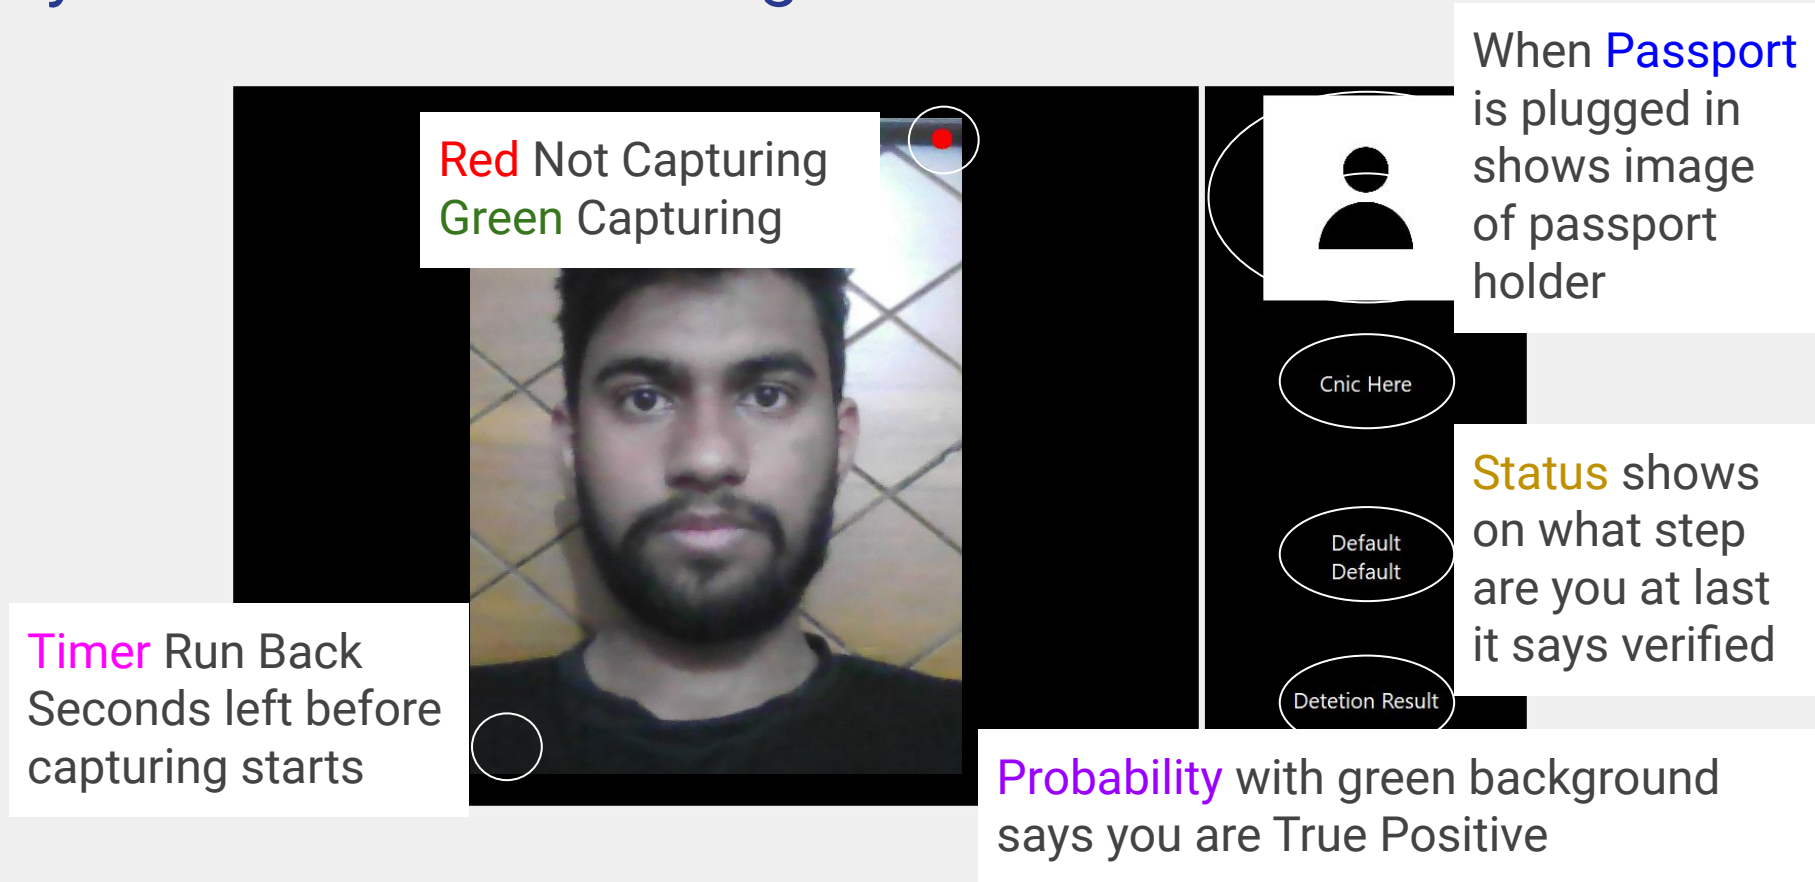 When Passport
is plugged in
shows image
of passport
holder
Red Not Capturing
Green Capturing
Cnic Here
Status shows
on what step
are you at last
it says verified
Default
Default
Timer Run Back
Seconds left before
capturing starts
Detetion Result
Probability with green background
says you are True Positive